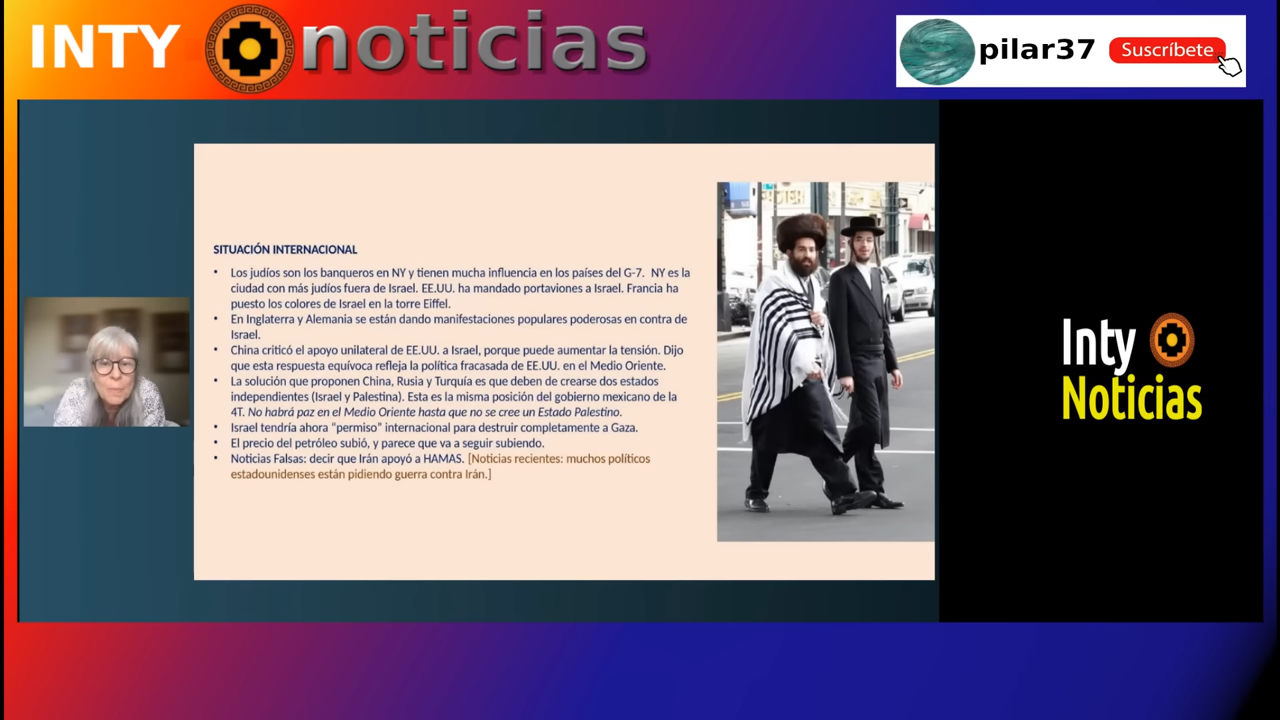 INTY noticias
pilar37 Suscríbete
SITUACIÓN INTERNACIONAL
• Los judíos son los banqueros en NY y tienen mucha influencia en los países del G-7. NY es la
ciudad con más judíos fuera de Israel. EE.UU. ha mandado portaviones a Israel. Francia ha
puesto los colores de Israel en la torre Eiffel.
• En Inglaterra y Alemania se están dando manifestaciones populares poderosas en contra de
Israel.
• China criticó el apoyo unilateral de EE.UU. a Israel, porque puede aumentar la tensión. Dijo
que esta respuesta equívoca refleja la política fracasada de EE.UU. en el Medio Oriente.
• La solución que proponen China, Rusia y Turquía es que deben de crearse dos estados
independientes (Israel y Palestina). Esta es la misma posición del gobierno mexicano de la
4T. No habrá paz en el Medio Oriente hasta que no se cree un Estado Palestino.
• Israel tendría ahora “permiso” internacional para destruir completamente a Gaza.
• El precio del petróleo subió, y parece que va a seguir subiendo.
• Noticias Falsas: decir que Irán apoyó a HAMAS. [Noticias recientes: muchos políticos
estadounidenses están pidiendo guerra contra Irán.]
Inty
Noticias